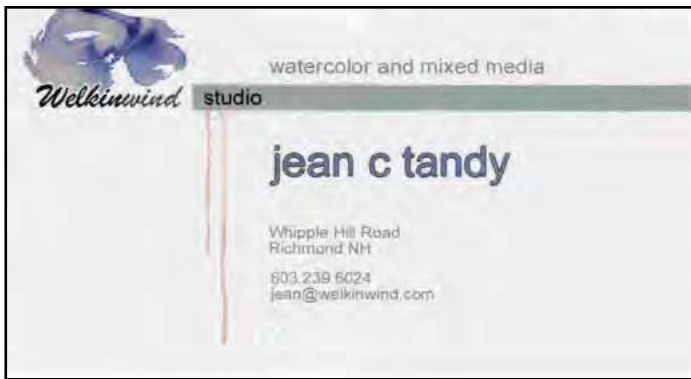 watercolor and mixed media
Welkinwind studio
jean c tandy
Whipple Hill Road
Richmond NH
603 239 6024
jean@welkinwind.com